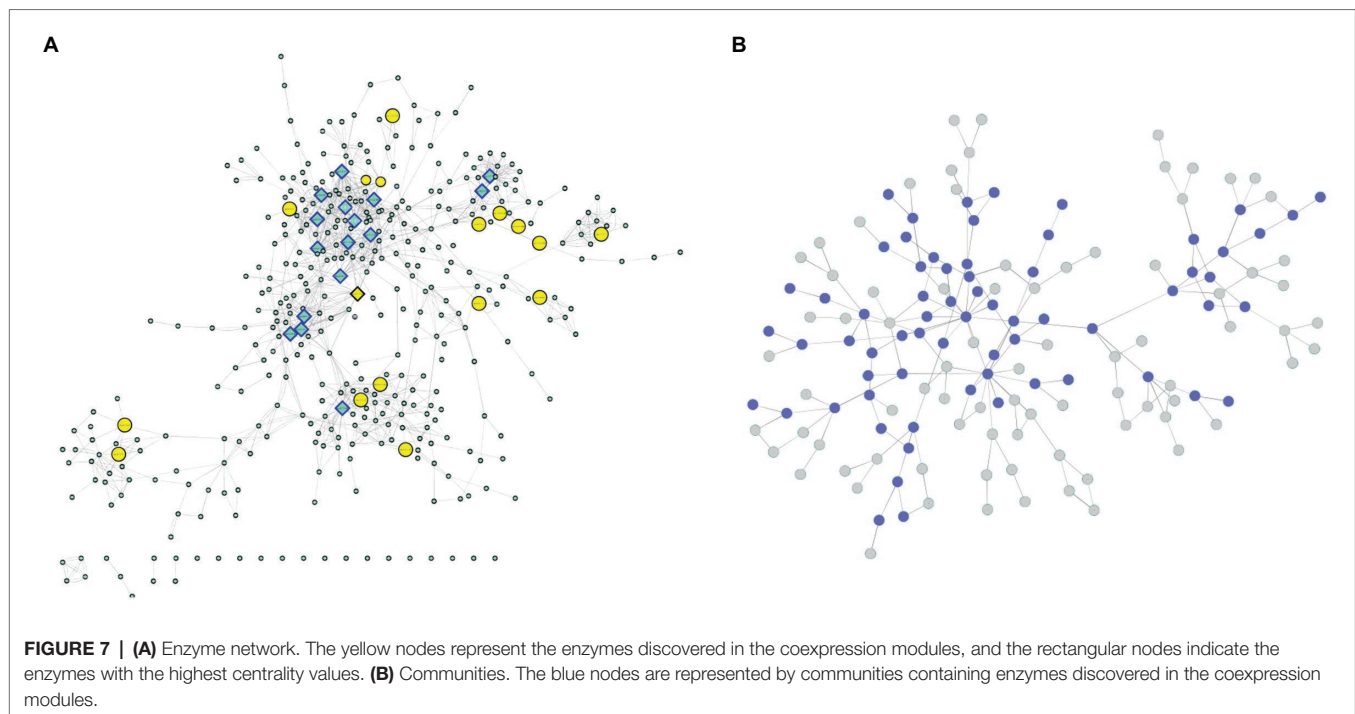 A
B
FIGURE 7 | (A) Enzyme network. The yellow nodes represent the enzymes discovered in the coexpression modules, and the rectangular nodes indicate the
enzymes with the highest centrality values. (B) Communities. The blue nodes are represented by communities containing enzymes discovered in the coexpression
modules.